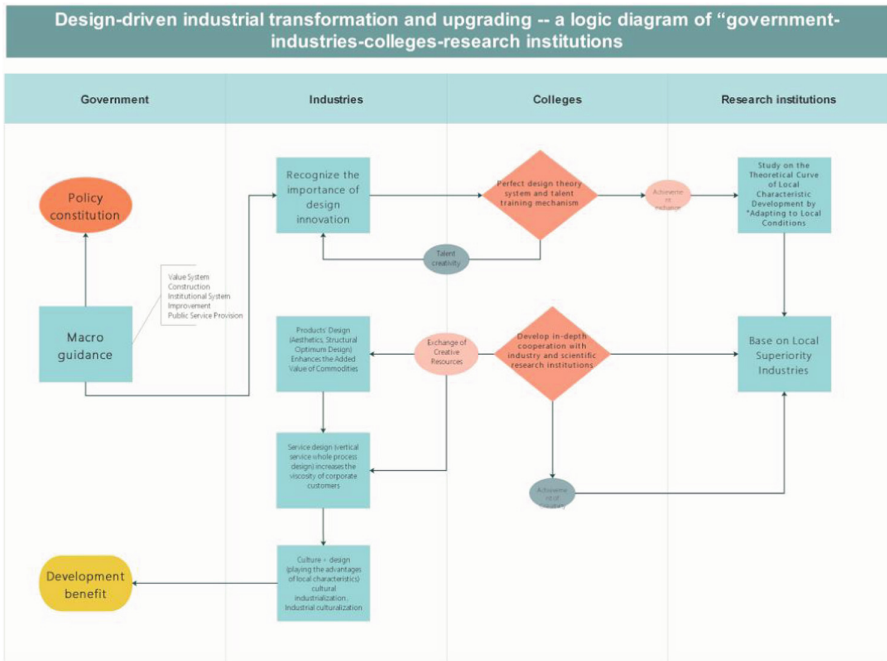 Design-driven industrial transformation and upgrading -- a logic diagram of “government-
industries-colleges-research institutions
Government
Industries
Colleges
Research institutions
Policy
constitution
Value System
Construction
Institutional System
Improvement
Public Service Provision
Macro
guidance
Development
benefit
Recognize the
importance of
design
innovation
Talent
creativity
Products' Design
(Aesthetics, Structural
Optimum Design)
Enhances the Added
Value of Commodities
Service design (vertical
service whole process
design) increases the
viscosity of corporate
customers
Culture + design
(playing the advantages
of local characteristics)
cultural
industrialization,
industrial culturalization
Perfect design theory
system and talent
training mechanism
Exchange of
Creative
Resources
Develop in-depth
cooperation with
industry and scientific
research institutions
Study on the
Theoretical Curve
of Local
Characteristic
Development by
"Adapting to Local
Conditions
Base on Local
Superiority
Industries